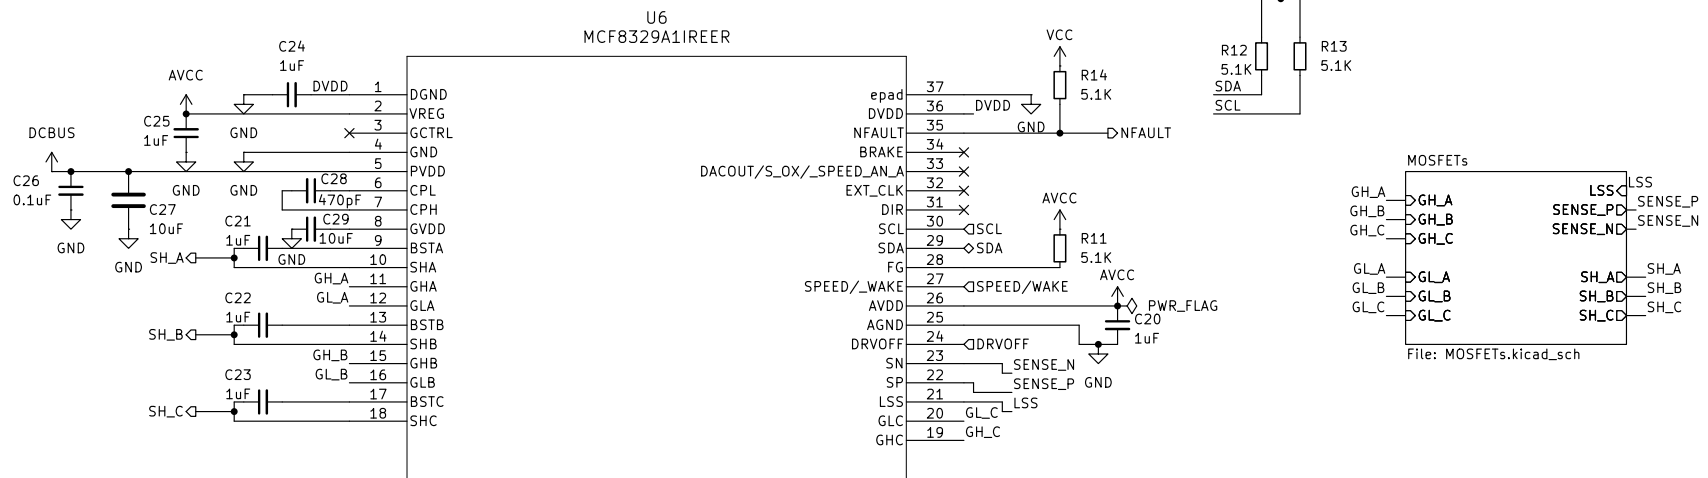 U6
MCF8329A1IREER
C24
1uF
AVCC
DVDD
1
DGND
2
VREG
C25
1uF
GND
3
GCTRL
DCBUS
4
GND
5
PVDD
C26
0.1uF
GND
GND
C28
6
CPL
470pF
7
CPH
C27
10uF
C21
1uF
C29
10uF
8
GVDD
9
BSTA
GND
GND
GND
SH_A
10
SHA
GH_A
11
GHA
GL_A
12
GLA
C22
1uF
13
BSTB
SH_B
14
SHB
GH_B
15
GHB
GL_B
16
GLB
C23
1uF
17
BSTC
SH_C
18
SHC
VCC
R14
5.1K
epad
37
DVDD
36
DVDD
GND
NFAULT
35
NFAULT
BRAKE
34
DACOUT/S_OX/_SPEED_AN_A
33
EXT_CLK
32
DIR
31
AVCC
SCL
30
SCL
SDA
29
SDA
R11
5.1K
FG
28
AVCC
SPEED/_WAKE
27
SPEED/WAKE
AVDD
26
PWR_FLAG
C20
1uF
AGND
25
DRVOFF
24
DRVOFF
SN
23
SENSE_N
GND
SP
22
SENSE_P
LSS
21
LSS
GLC
20
GL_C
GHC
19
GH_C
R12
5.1K
R13
5.1K
SDA
SCL
MOSFETs
GH_A
GH_A
GH_B
GH_B
GH_C
GH_C
GL_A
GL_A
GL_B
GL_B
GL_C
GL_C
LSS
LSS
SENSE_P
SENSE_P
SENSE_N
SENSE_N
SH_A
SH_A
SH_B
SH_B
SH_C
SH_C
File: MOSFETs.kicad_sch